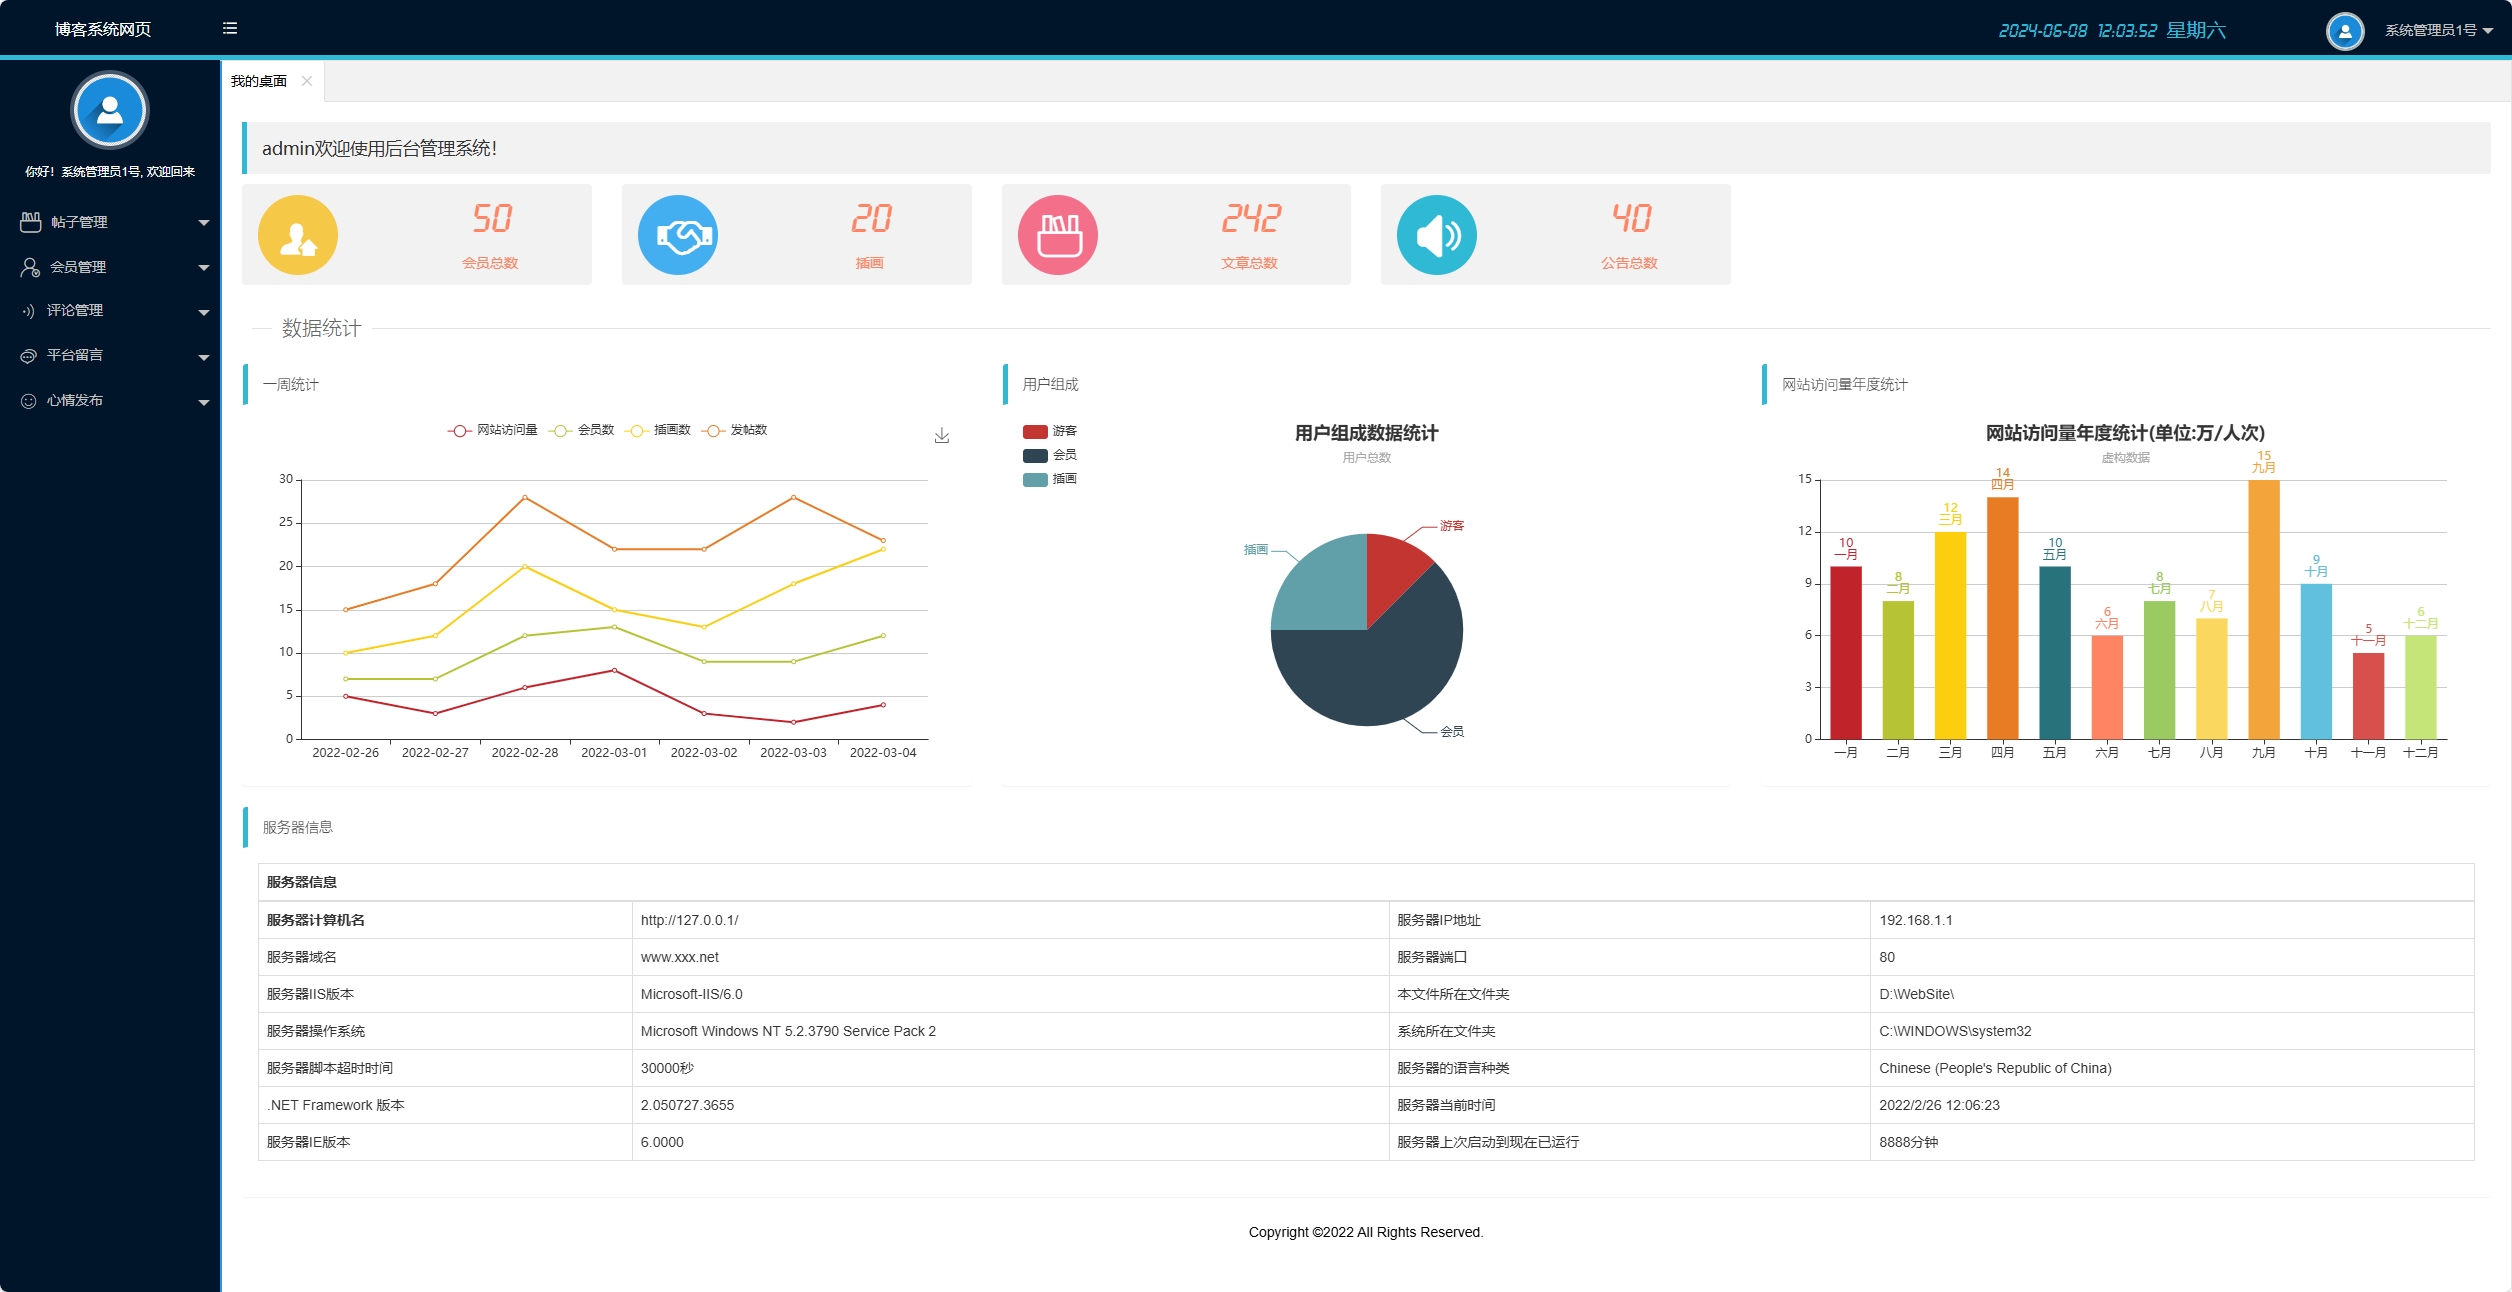 博客系统网页
2024-06-08 12:03:52 星期六
系统管理员1号
你好！系统管理员1号, 欢迎回来
帖子管理
会员管理
评论管理
平台留言
心情发布
我的桌面
admin欢迎使用后台管理系统！
50
会员总数
20
插画
242
文章总数
40
公告总数
数据统计
一周统计
网站访问量 会员数 插画数 发帖数
30
25
20
15
10
5
0
2022-02-26 2022-02-27 2022-02-28 2022-03-01 2022-03-02 2022-03-03 2022-03-04
用户组成
游客
会员
插画
用户组成数据统计
用户总数
游客
插画
会员
网站访问量年度统计
网站访问量年度统计(单位:万/人次)
虚构数据
15
12
9
6
3
0
10
一月
8
二月
12
三月
14
四月
10
五月
6
六月
8
七月
7
八月
15
九月
9
十月
5
十一月
6
十二月
一月 二月 三月 四月 五月 六月 七月 八月 九月 十月 十一月 十二月
服务器信息
服务器信息
服务器计算机名 http://127.0.0.1/ 服务器IP地址 192.168.1.1
服务器域名 www.xxx.net 服务器端口 80
服务器IIS版本 Microsoft-IIS/6.0 本文件所在文件夹 D:\WebSite\
服务器操作系统 Microsoft Windows NT 5.2.3790 Service Pack 2 系统所在文件夹 C:\WINDOWS\system32
服务器脚本超时时间 30000秒 服务器的语言种类 Chinese (People's Republic of China)
.NET Framework 版本 2.050727.3655 服务器当前时间 2022/2/26 12:06:23
服务器IE版本 6.0000 服务器上次启动到现在已运行 8888分钟
Copyright ©2022 All Rights Reserved.